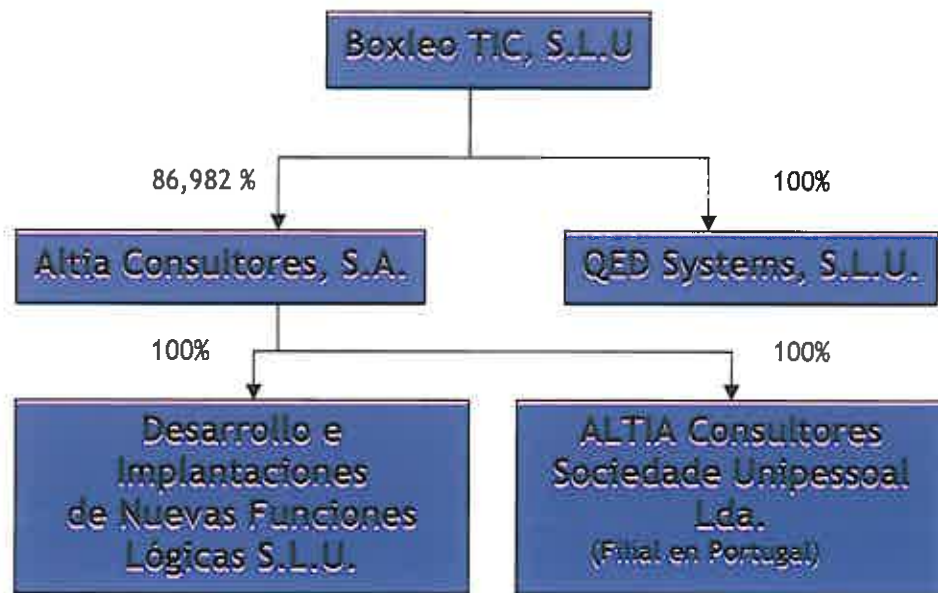 Boxleo TIC, S.L.U
86,982 %
100%
Altia Consultores, S.A.
QED Systems, S.L.U.
100%
100%
Desarrollo e
Implantaciones
de Nuevas Funciones
Lógicas S.L.U.
ALTIA Consultores
Sociedade Unipessoal
Lda.
(Filial en Portugal)